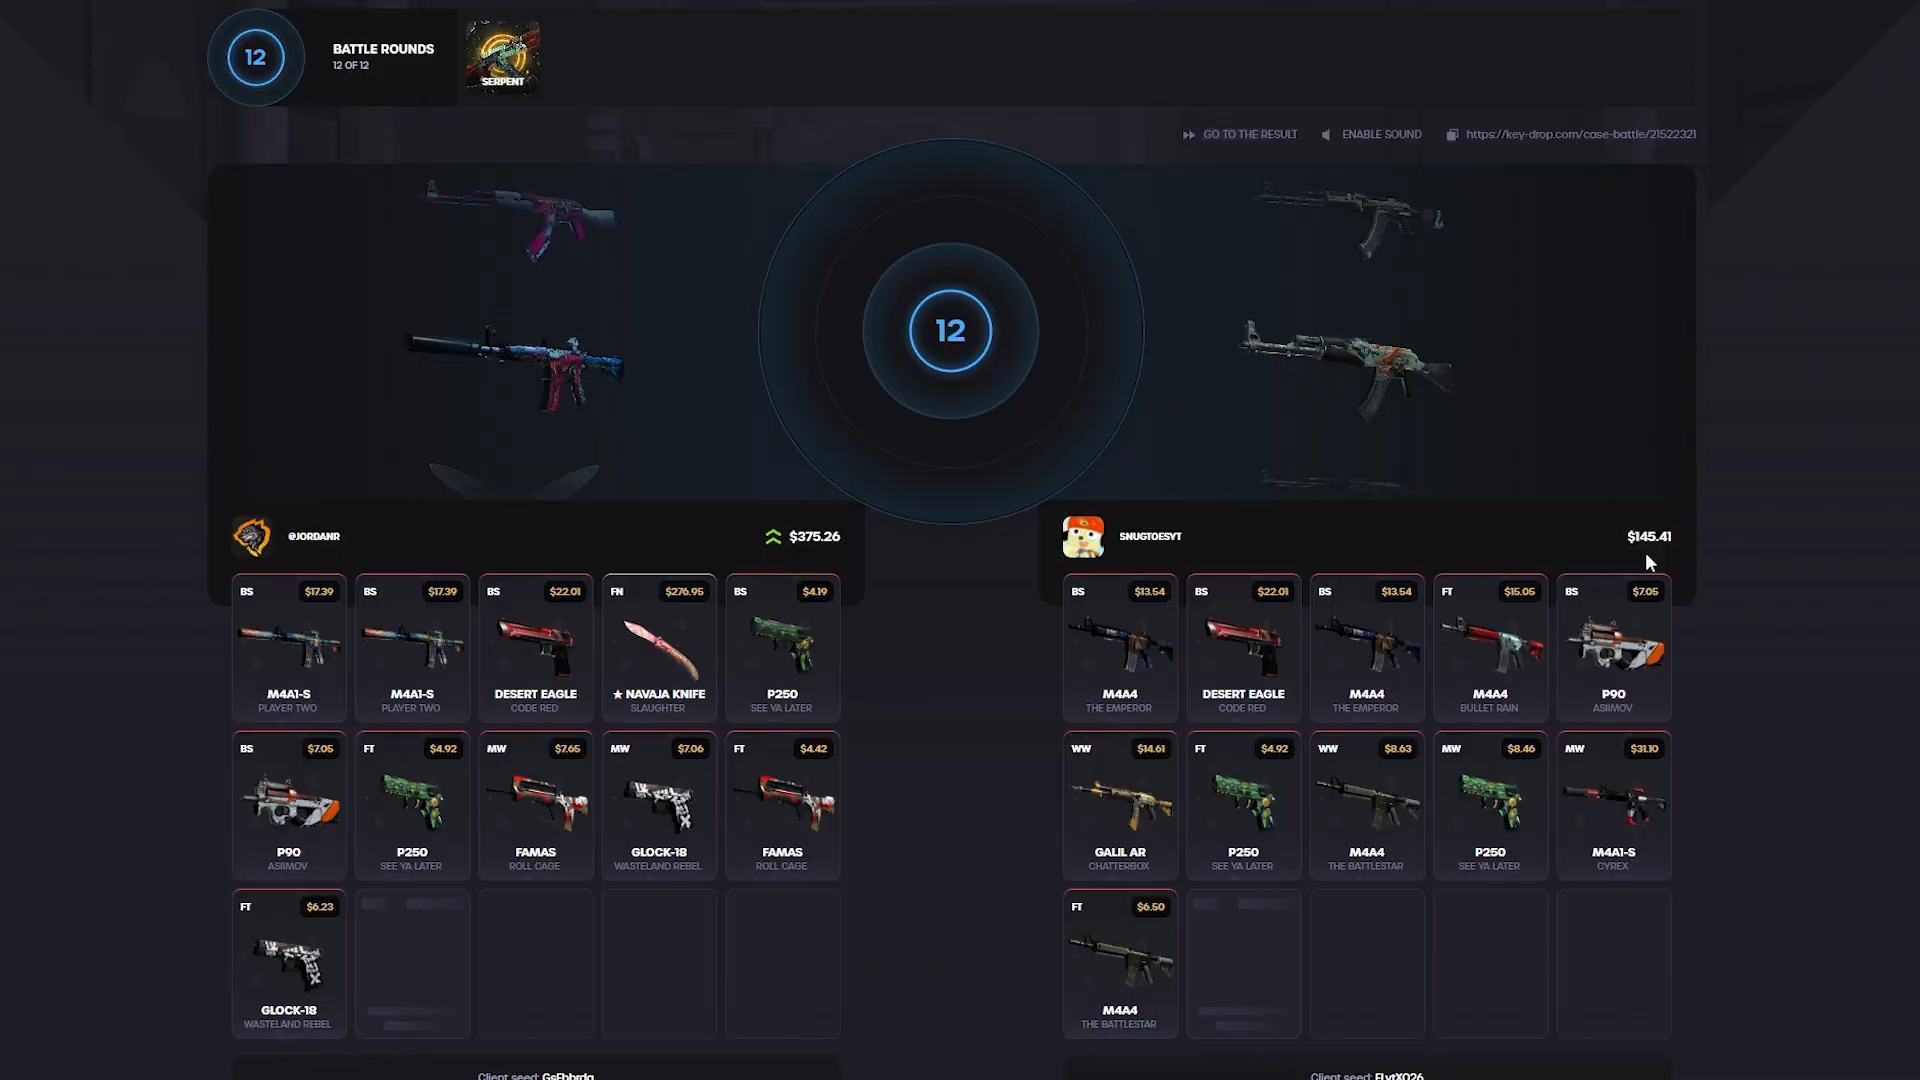 12
BATTLE ROUNDS
12 OF 12
SERPENT
GO TO THE RESULT
ENABLE SOUND
https://key-drop.com/case-battle/21522321
12
@JORDANR
$375.26
SNUGTOESYT
$145.41
BS $17.39
M4A1-S
PLAYER TWO
BS $17.39
M4A1-S
PLAYER TWO
BS $22.01
DESERT EAGLE
CODE RED
FN $276.95
★ NAVAJA KNIFE
SLAUGHTER
BS $4.19
P250
SEE YA LATER
BS $13.54
M4A4
THE EMPEROR
BS $22.01
DESERT EAGLE
CODE RED
BS $13.54
M4A4
THE EMPEROR
FT $15.05
M4A4
BULLET RAIN
BS $7.05
P90
ASIIMOV
BS $7.05
P90
ASIIMOV
FT $4.92
P250
SEE YA LATER
MW $7.65
FAMAS
ROLL CAGE
MW $7.06
GLOCK-18
WASTELAND REBEL
FT $4.42
FAMAS
ROLL CAGE
WW $14.61
GALIL AR
CHATTERBOX
FT $4.92
P250
SEE YA LATER
WW $8.63
M4A4
THE BATTLESTAR
MW $8.46
P250
SEE YA LATER
MW $31.10
M4A1-S
CYREX
FT $6.23
GLOCK-18
WASTELAND REBEL
FT $6.50
M4A4
THE BATTLESTAR
Client seed:
Client seed: